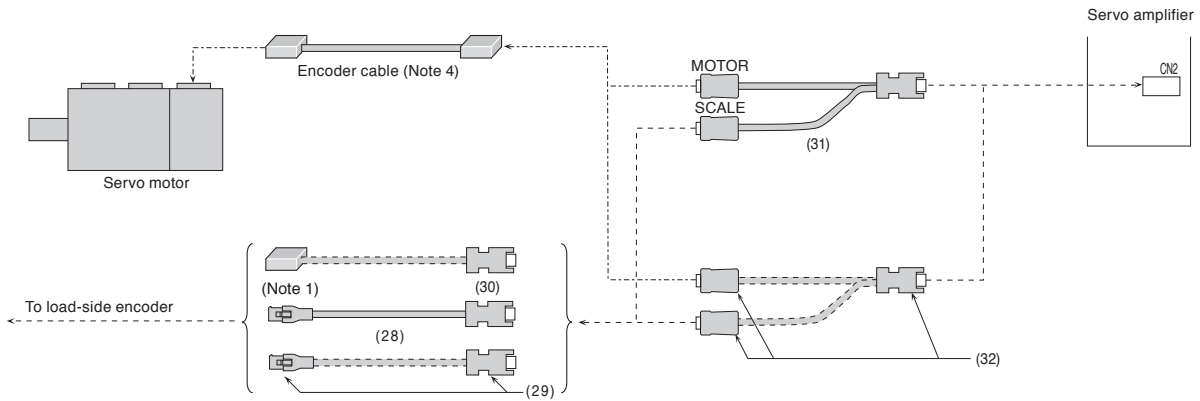 Servo amplifier
CN2
MOTOR
Encoder cable (Note 4)
SCALE
(31)
Servo motor
(Note 1)
(30)
To load-side encoder
(28)
(32)
(29)